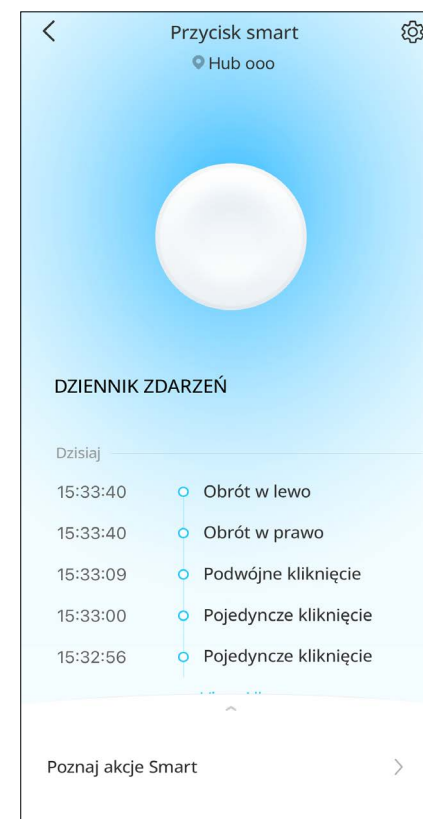 Przycisk smart
Hub ooo
DZIENNIK ZDARZEŃ
Dzisiaj
15:33:40 Obrót w lewo
15:33:40 Obrót w prawo
15:33:09 Podwójne kliknięcie
15:33:00 Pojedyncze kliknięcie
15:32:56 Pojedyncze kliknięcie
Poznaj akcje Smart